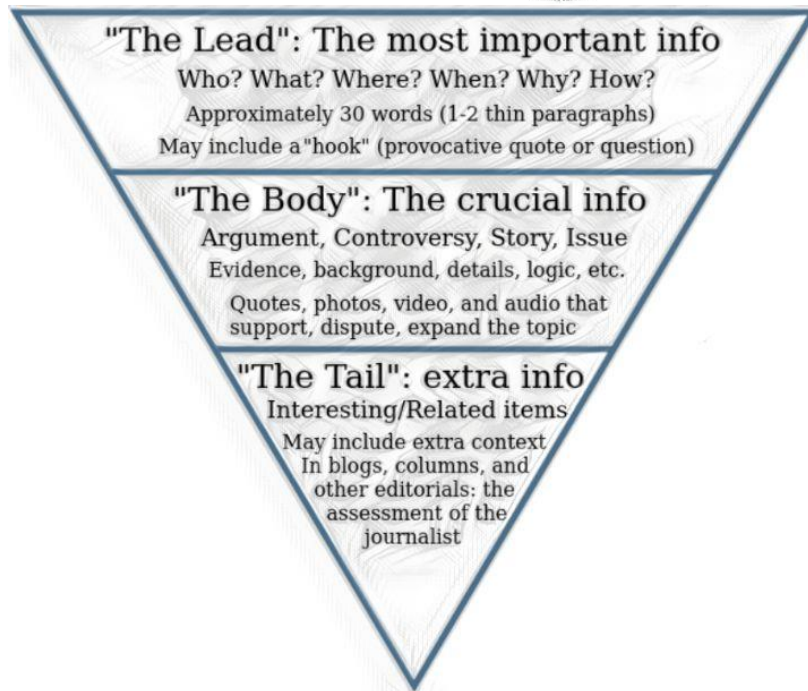 "The Lead": The most important info
Who? What? Where? When? Why? How?
Approximately 30 words (1-2 thin paragraphs)
May include a "hook" (provocative quote or question)
"The Body": The crucial info
Argument, Controversy, Story, Issue
Evidence, background, details, logic, etc.
Quotes, photos, video, and audio that
support, dispute, expand the topic
"The Tail": extra info
Interesting/Related items
May include extra context
In blogs, columns, and
other editorials: the
assessment of the
journalist